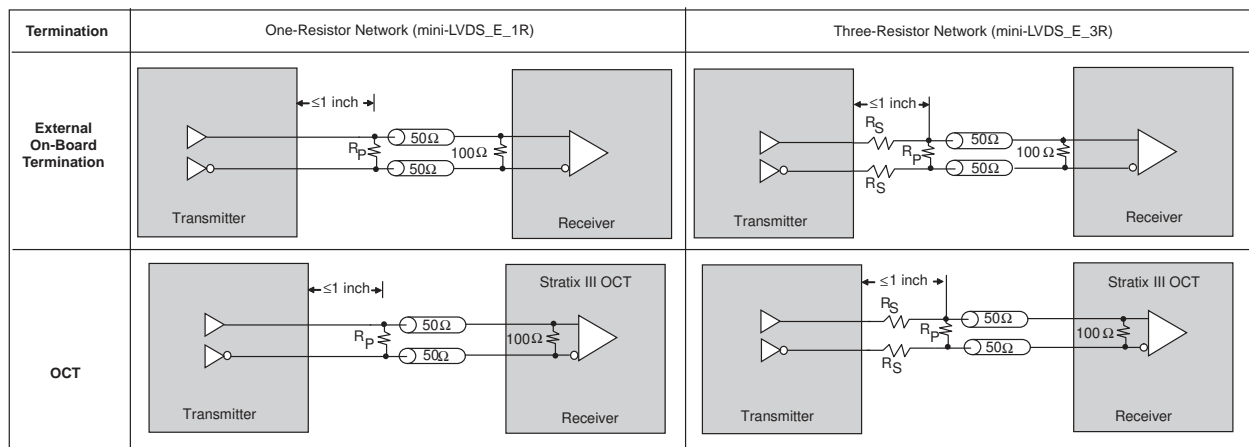 Termination
One-Resistor Network (mini-LVDS_E_1R)
Three-Resistor Network (mini-LVDS_E_3R)
External
On-Board
Termination
≤1 inch
50Ω
RP
100Ω
50Ω
Transmitter
Receiver
≤1 inch
RS
50Ω
RP
100Ω
50Ω
RS
Transmitter
Receiver
OCT
Stratix III OCT
≤1 inch
50Ω
RP
100Ω
50Ω
Transmitter
Receiver
Stratix III OCT
≤1 inch
RS
50Ω
RP
100Ω
50Ω
RS
Transmitter
Receiver